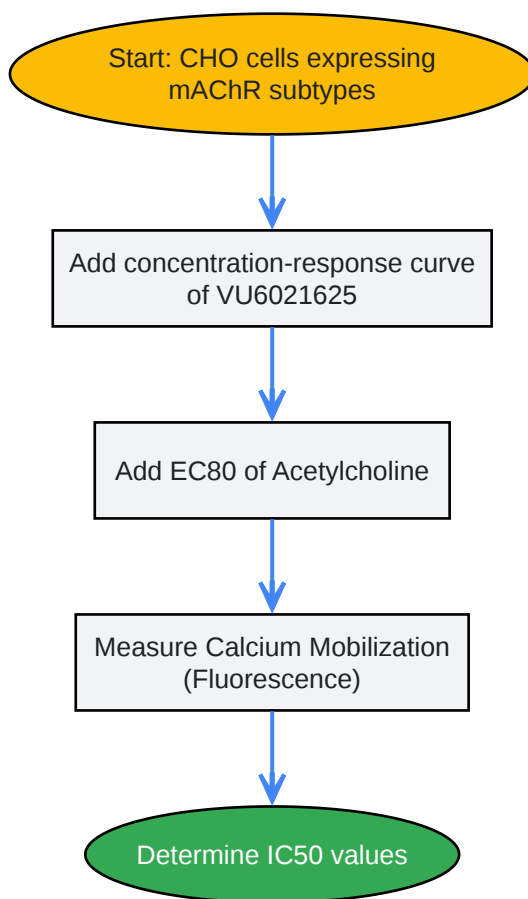 Start: CHO cells expressing
mAChR subtypes
Add concentration-response curve
of VU6021625
Add EC80 of Acetylcholine
Measure Calcium Mobilization
(Fluorescence)
Determine IC50 values